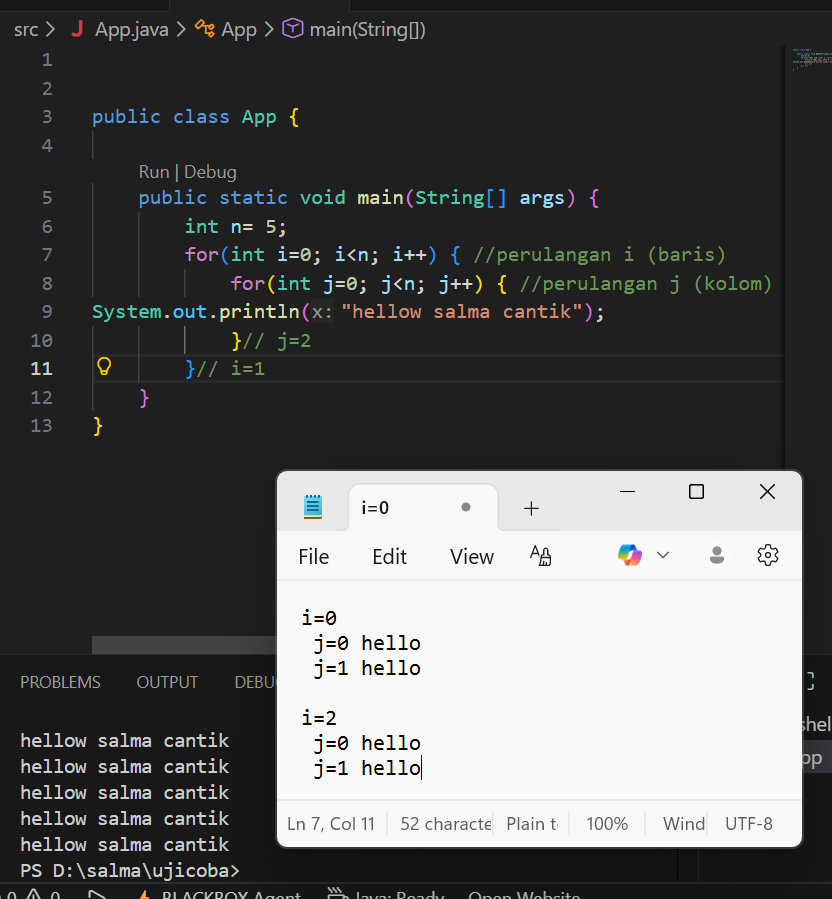 src > App.java > App > main(String[])
1
2
3 public class App {
4
Run | Debug
5 public static void main(String[] args) {
6 int n= 5;
7 for(int i=0; i<n; i++) { //perulangan i (baris)
8 for(int j=0; j<n; j++) { //perulangan j (kolom)
9 System.out.println(x: "hellow salma cantik");
10 }// j=2
11 }// i=1
12 }
13 }
i=0
File Edit View
i=0
j=0 hello
j=1 hello
i=2
j=0 hello
j=1 hello
Ln 7, Col 11 52 characte Plain t 100% Wind UTF-8
PROBLEMS OUTPUT DEBU
hellow salma cantik
hellow salma cantik
hellow salma cantik
hellow salma cantik
hellow salma cantik
PS D:\salma\ujicoba>
0 0 BLACKBOX Agent Java: Ready Open Website